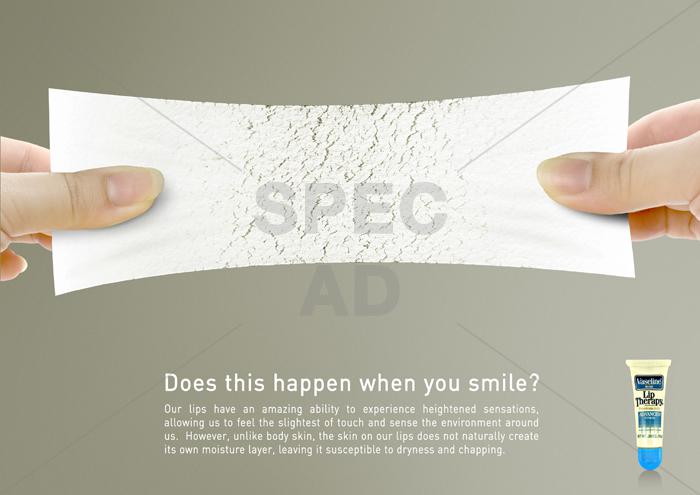 SPEC
AD
Does this happen when you smile?
Our lips have an amazing ability to experience heightened sensations,
allowing us to feel the slightest of touch and sense the environment around
us. However, unlike body skin, the skin on our lips does not naturally create
its own moisture layer, leaving it susceptible to dryness and chapping.
Vaseline
Lip
Therapy
ADVANCED